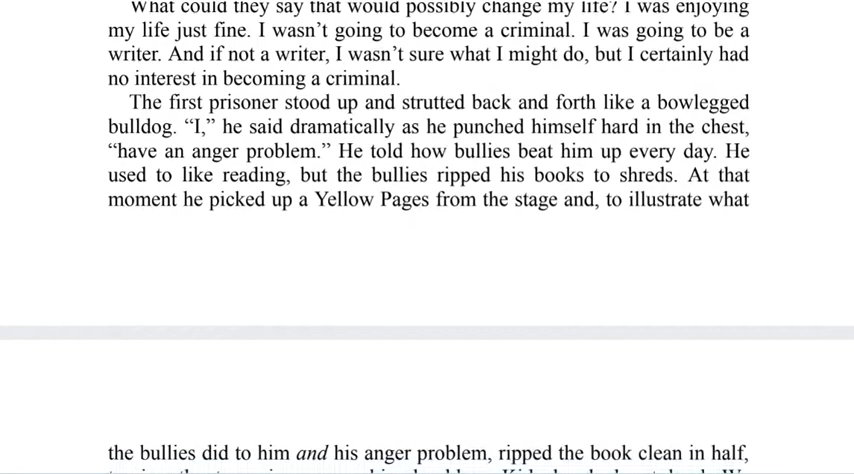 What could they say that would possibly change my life? I was enjoying
my life just fine. I wasn’t going to become a criminal. I was going to be a
writer. And if not a writer, I wasn’t sure what I might do, but I certainly had
no interest in becoming a criminal.
The first prisoner stood up and strutted back and forth like a bowlegged
bulldog. “I,” he said dramatically as he punched himself hard in the chest,
“have an anger problem.” He told how bullies beat him up every day. He
used to like reading, but the bullies ripped his books to shreds. At that
moment he picked up a Yellow Pages from the stage and, to illustrate what
the bullies did to him and his anger problem, ripped the book clean in half,